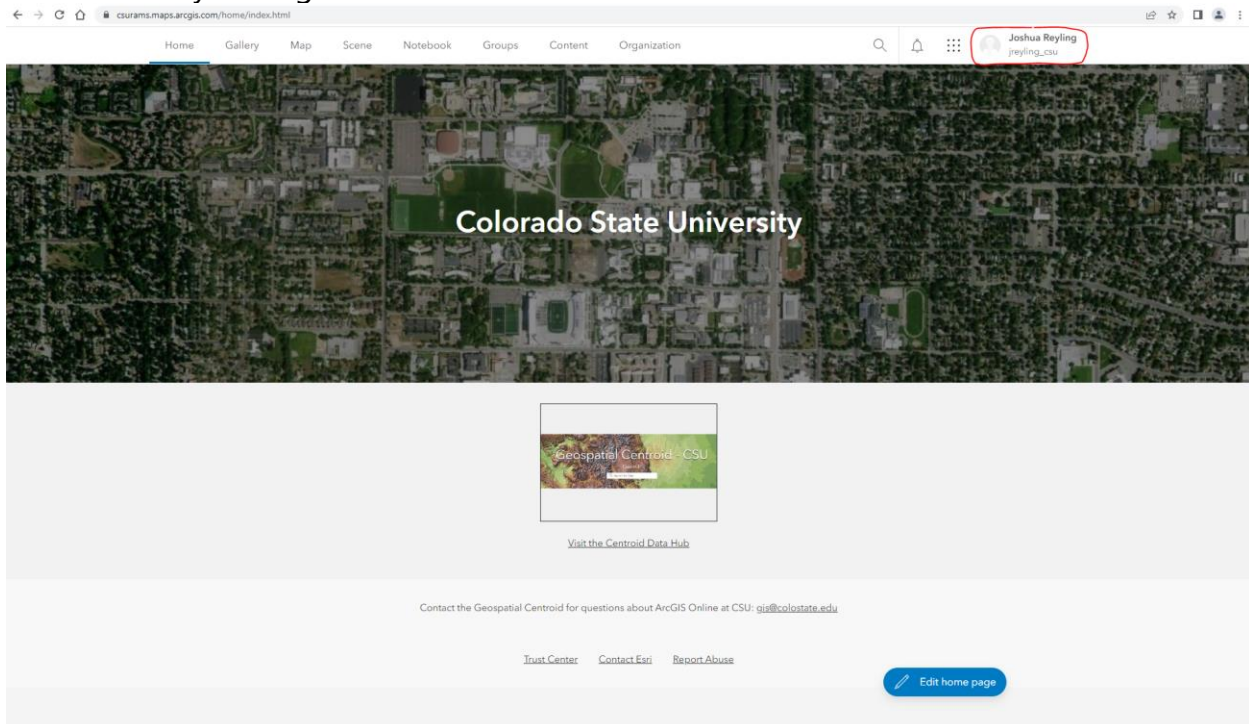 csurams.maps.arcgis.com/home/index.html
Home Gallery Map Scene Notebook Groups Content Organization
Joshua Reyling
jreyling_csu
Colorado State University
Geospatial Centroid - CSU
Visit the Centroid Data Hub
Contact the Geospatial Centroid for questions about ArcGIS Online at CSU: gis@colostate.edu
Trust Center Contact Esri Report Abuse
Edit home page